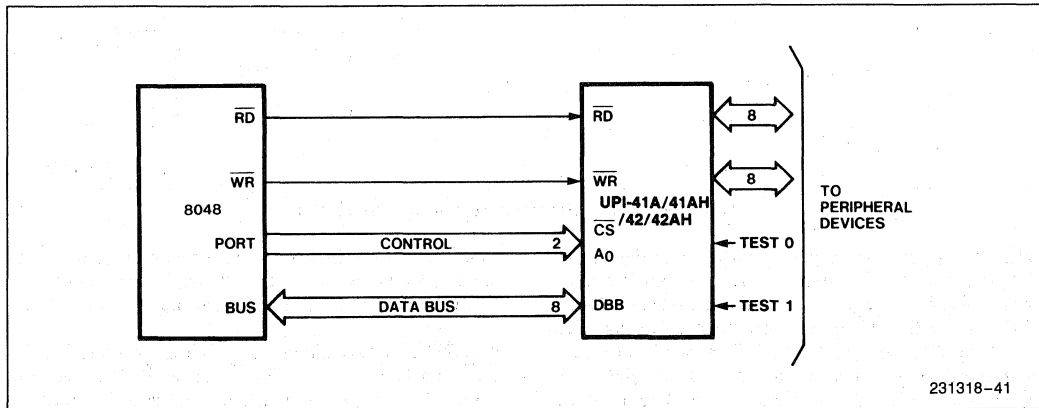 RD
WR
8048
PORT
BUS
CONTROL
2
DATA BUS
8
RD
WR
UPI-41A/41AH
/42/42AH
CS
A0
DBB
8
8
TEST 0
TEST 1
TO
PERIPHERAL
DEVICES
231318-41